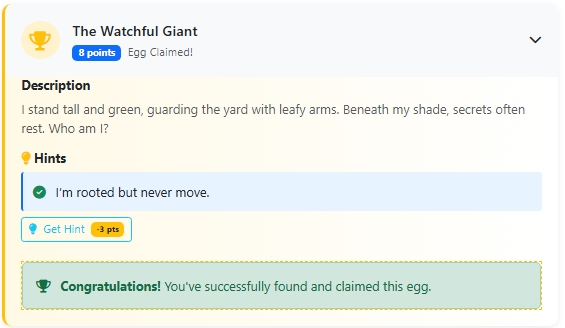 The Watchful Giant
8 points Egg Claimed!
Description
I stand tall and green, guarding the yard with leafy arms. Beneath my shade, secrets often
rest. Who am I?
Hints
I'm rooted but never move.
Get Hint -3 pts
Congratulations! You've successfully found and claimed this egg.